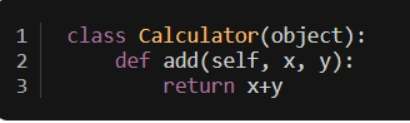 1 class Calculator(object):
2     def add(self, x, y):
3         return x+y